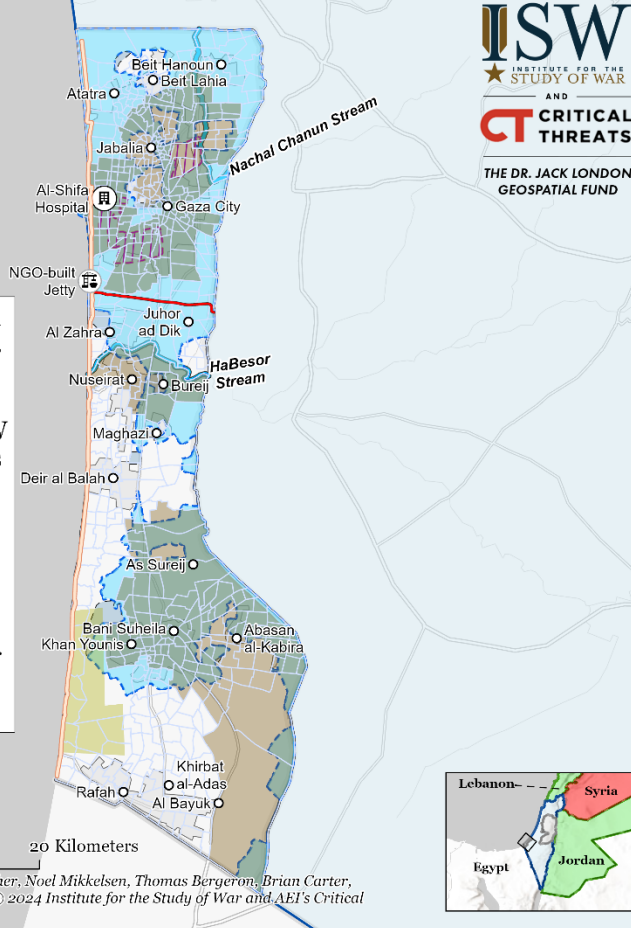 ISW
INSTITUTE FOR THE
STUDY OF WAR
AND
CT CRITICAL
THREATS
THE DR. JACK LONDON
GEOSPATIAL FUND
Beit Hanoun
Beit Lahia
Atatra
Jabalia
Nachal Chanun Stream
Al-Shifa
Hospital
Gaza City
NGO-built
Jetty
Juhor
ad Dik
Al Zahra
HaBesor
Stream
Nuseirat
Bureij
Maghazi
Deir al Balah
As Sureij
Bani Suheila
Khan Younis
Abasan
al-Kabira
Khirbat
al-Adas
Rafah
Al Bayuk
Lebanon
Syria
Egypt
Jordan
20 Kilometers
Noel Mikkelsen, Thomas Bergeron, Brian Carter,
© 2024 Institute for the Study of War and AEI's Critical